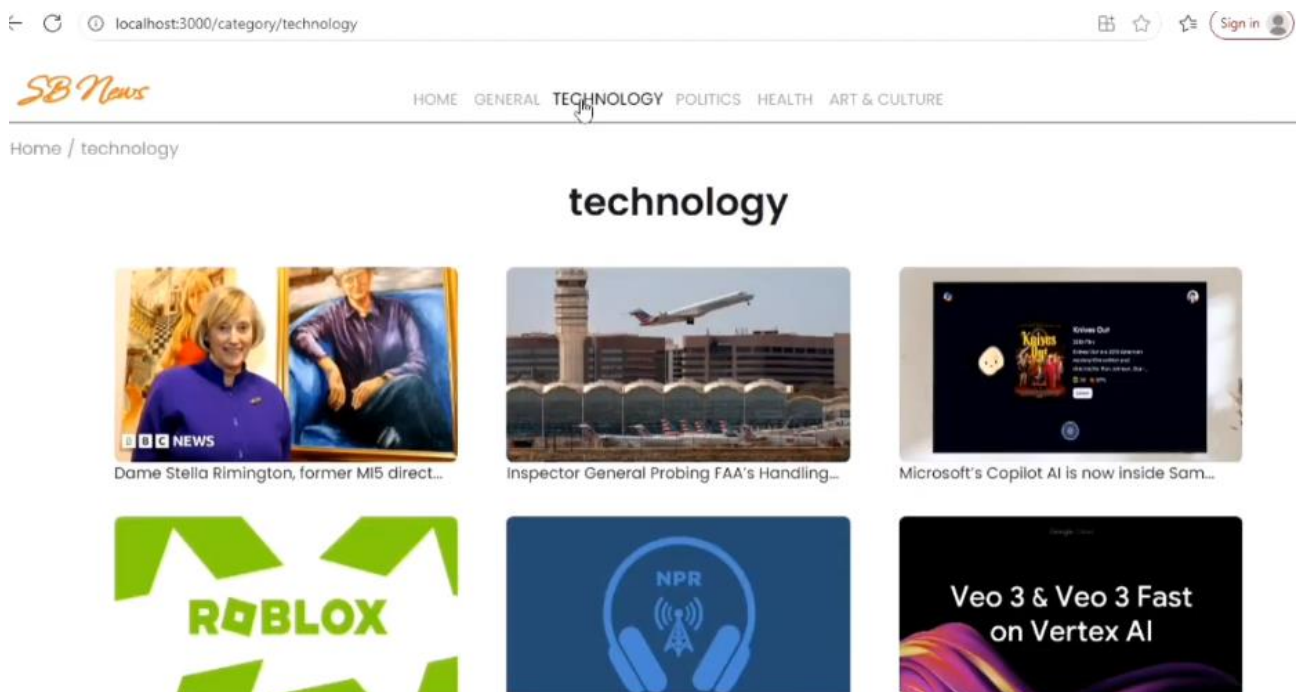 localhost:3000/category/technology
Sign in
SB News
HOME GENERAL TECHNOLOGY POLITICS HEALTH ART & CULTURE
Home / technology
technology
BBC NEWS
Knives Out
Knives Out
Dame Stella Rimington, former MI5 direct...
Inspector General Probing FAA's Handling...
Microsoft's Copilot AI is now inside Sam...
ROBLOX
NPR
Veo 3 & Veo 3 Fast
on Vertex AI